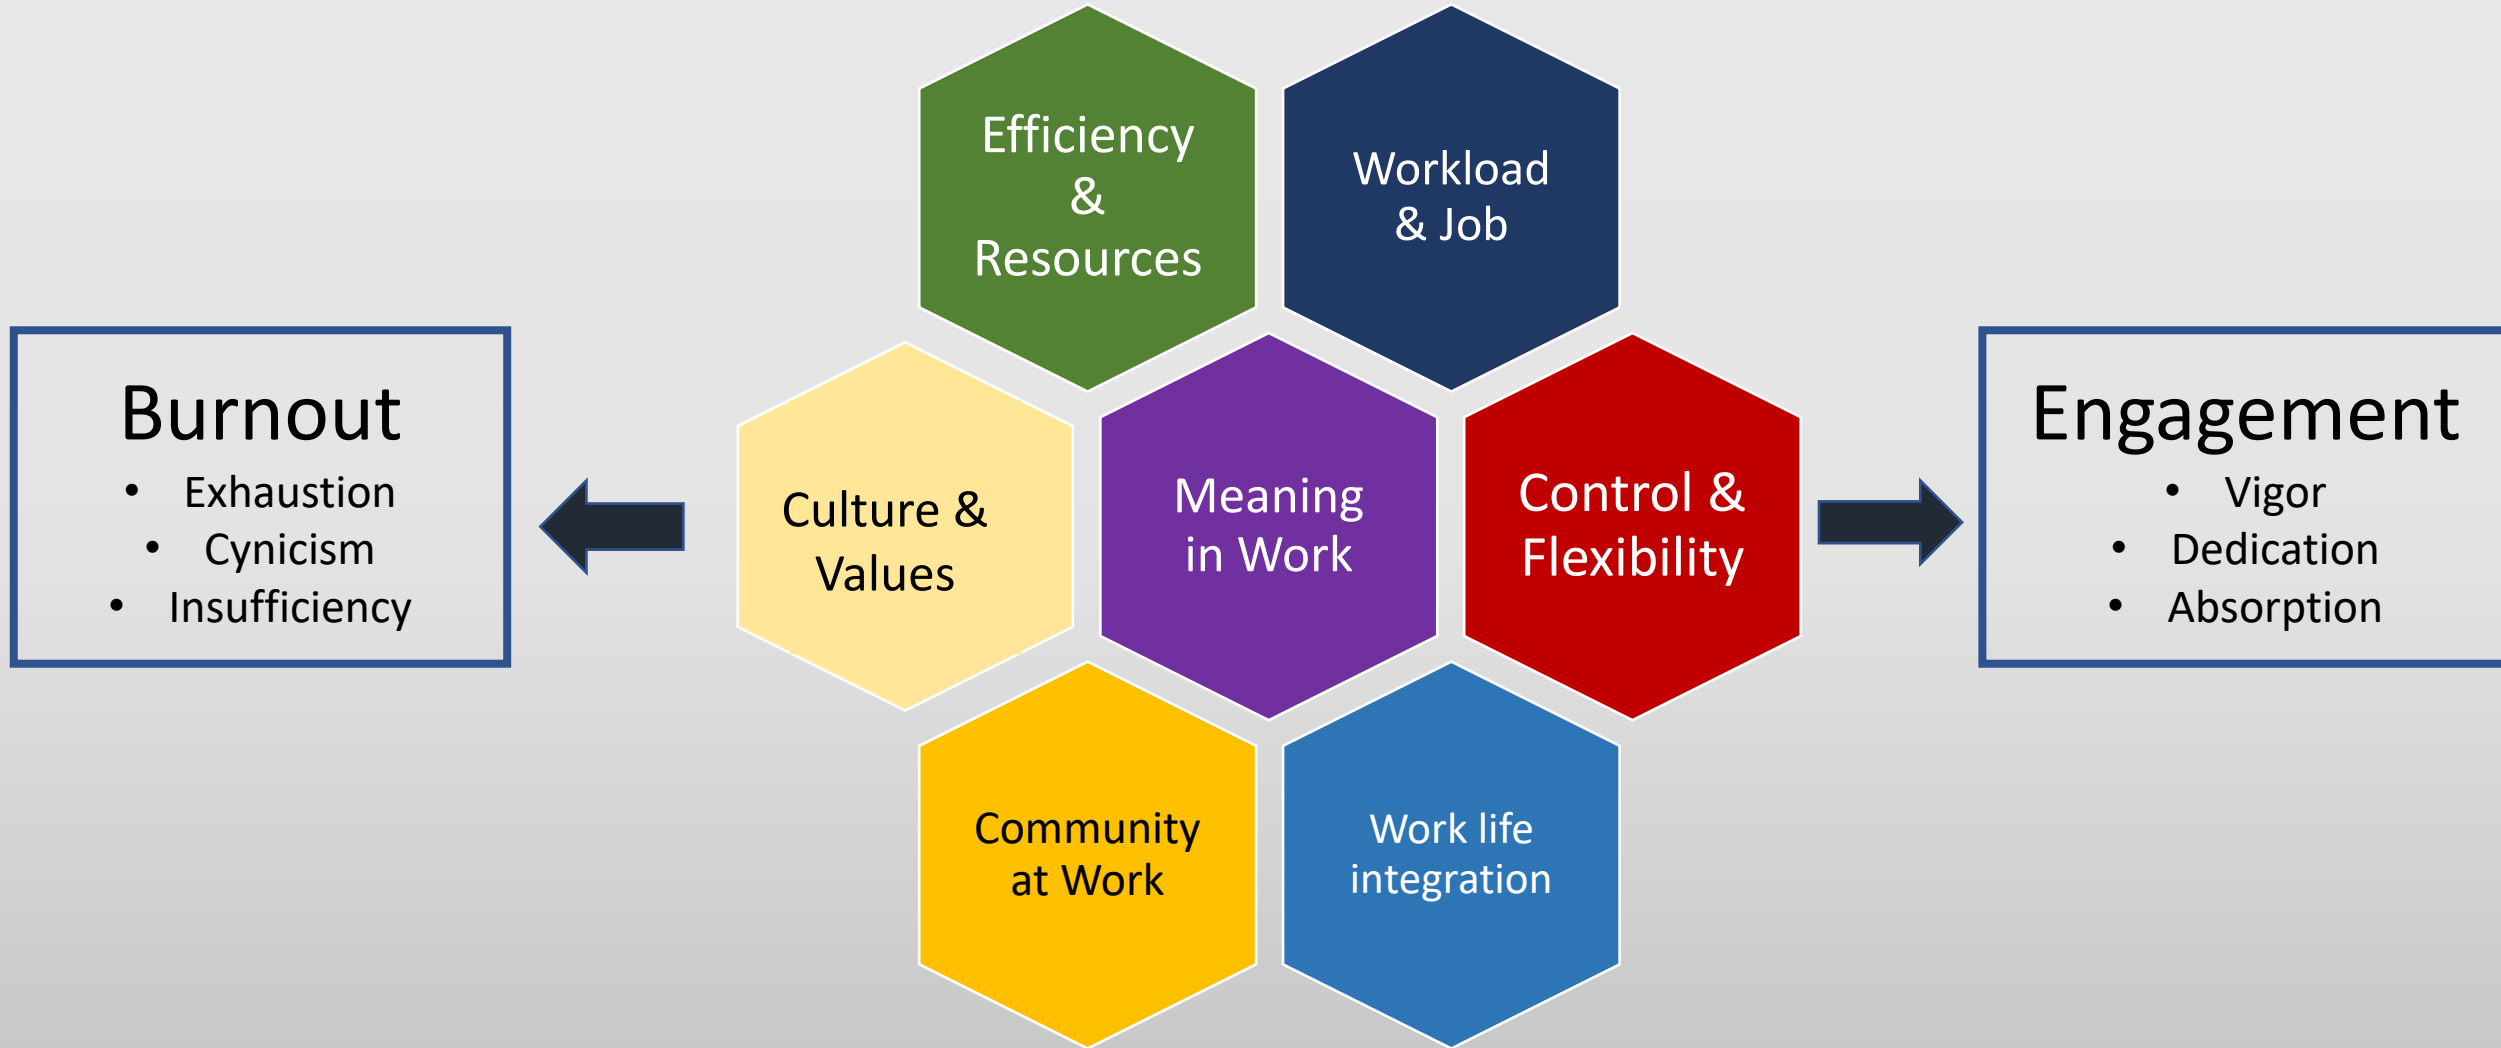 Efficiency
&
Resources
Workload
& Job
Burnout
• Exhaustion
• Cynicism
• Insufficiency
Culture &
Values
Meaning
in Work
Control &
Flexibility
Engagement
• Vigor
• Dedication
• Absorption
Community
at Work
Work life
integration